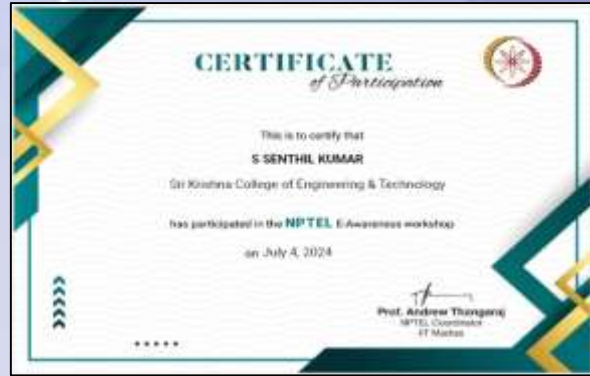 CERTIFICATE
of Participation
This is to certify that
S SENTHIL KUMAR
Sri Krishna College of Engineering & Technology
has participated in the NPTEL E-Awareness workshop
on July 4, 2024
Prof. Andrew Thangaraj
NPTEL Coordinator
IIT Madras